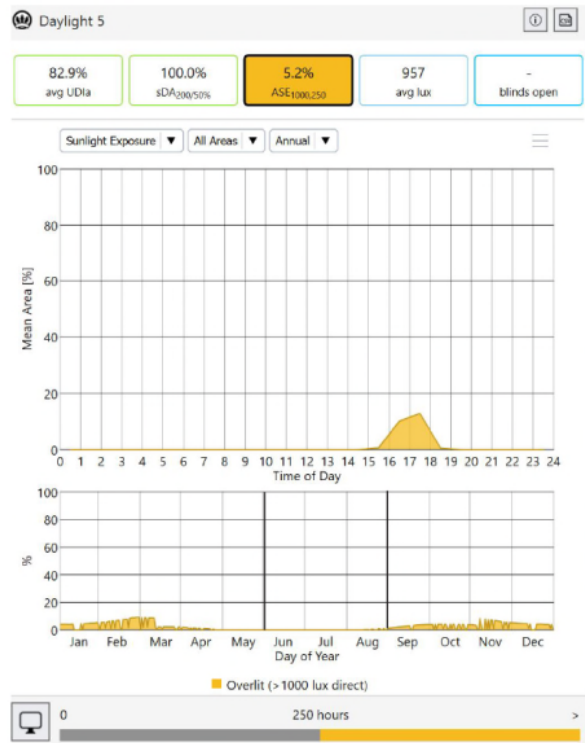 Daylight 5
82.9% 100.0% 5.2% 957 -
avg UDIa sDA200/50% ASE1000,250 avg lux blinds open
Sunlight Exposure ▼ All Areas ▼ Annual ▼
100
80
60
40
20
0
Mean Area [%]
0 1 2 3 4 5 6 7 8 9 10 11 12 13 14 15 16 17 18 19 20 21 22 23 24
Time of Day
100
80
60
40
20
0
%
Jan Feb Mar Apr May Jun Jul Aug Sep Oct Nov Dec
Day of Year
Overlit (>1000 lux direct)
0 250 hours >